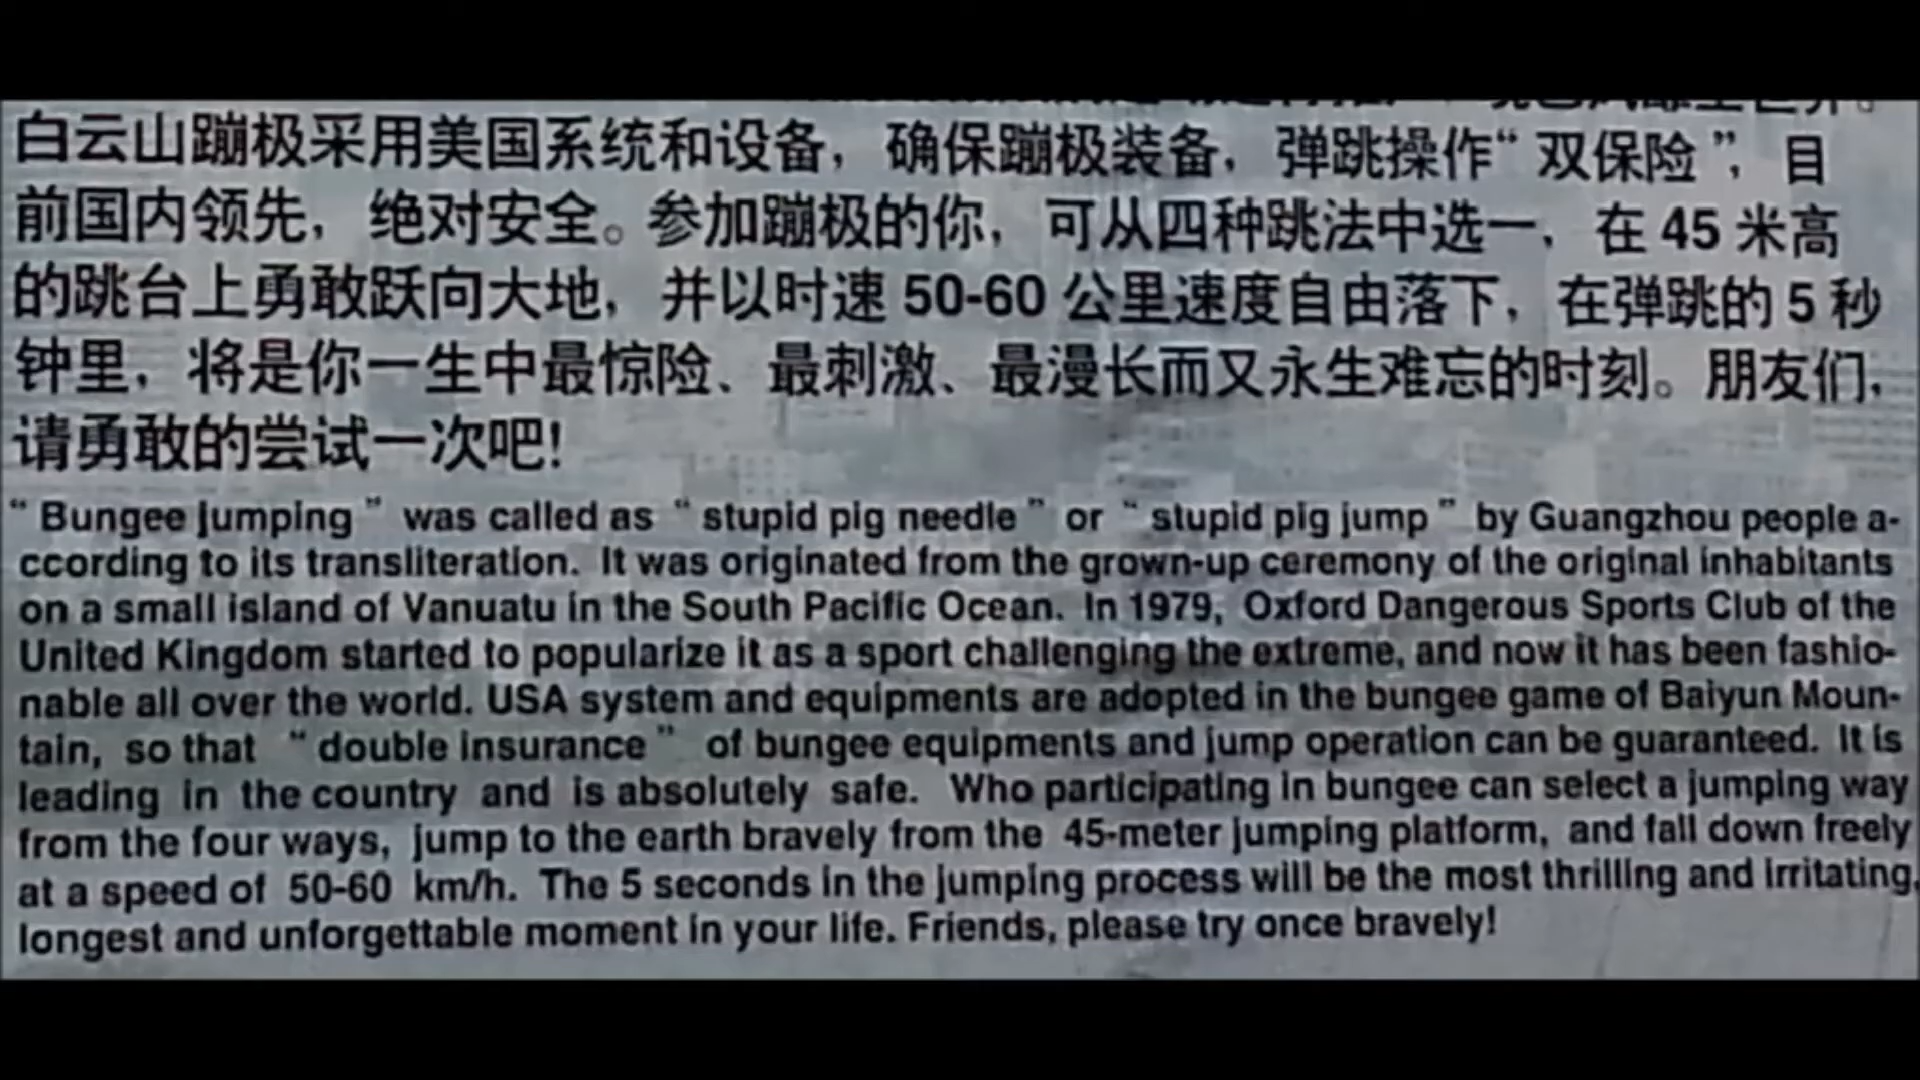 白云山蹦极采用美国系统和设备，确保蹦极装备，弹跳操作“双保险”，目
前国内领先，绝对安全。参加蹦极的你，可从四种跳法中选一，在 45 米高
的跳台上勇敢跃向大地，并以时速 50-60 公里速度自由落下，在弹跳的 5 秒
钟里，将是你一生中最惊险、最刺激、最漫长而又永生难忘的时刻。朋友们，
请勇敢的尝试一次吧！
“Bungee jumping” was called as “stupid pig needle” or “stupid pig jump” by Guangzhou people a-
ccording to its transliteration. It was originated from the grown-up ceremony of the original inhabitants
on a small island of Vanuatu in the South Pacific Ocean. In 1979, Oxford Dangerous Sports Club of the
United Kingdom started to popularize it as a sport challenging the extreme, and now it has been fashio-
nable all over the world. USA system and equipments are adopted in the bungee game of Baiyun Moun-
tain, so that “double insurance” of bungee equipments and jump operation can be guaranteed. It is
leading in the country and is absolutely safe. Who participating in bungee can select a jumping way
from the four ways, jump to the earth bravely from the 45-meter jumping platform, and fall down freely
at a speed of 50-60 km/h. The 5 seconds in the jumping process will be the most thrilling and irritating,
longest and unforgettable moment in your life. Friends, please try once bravely!